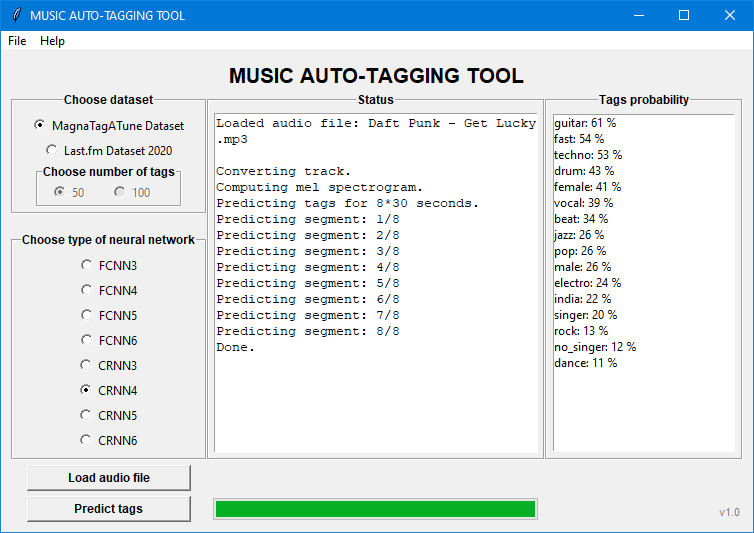 MUSIC AUTO-TAGGING TOOL
File Help
MUSIC AUTO-TAGGING TOOL
Choose dataset
MagnaTagATune Dataset
Last.fm Dataset 2020
Choose number of tags
50 100
Choose type of neural network
FCNN3
FCNN4
FCNN5
FCNN6
CRNN3
CRNN4
CRNN5
CRNN6
Load audio file
Predict tags
Status
Loaded audio file: Daft Punk - Get Lucky
.mp3
Converting track.
Computing mel spectrogram.
Predicting tags for 8*30 seconds.
Predicting segment: 1/8
Predicting segment: 2/8
Predicting segment: 3/8
Predicting segment: 4/8
Predicting segment: 5/8
Predicting segment: 6/8
Predicting segment: 7/8
Predicting segment: 8/8
Done.
Tags probability
guitar: 61 %
fast: 54 %
techno: 53 %
drum: 43 %
female: 41 %
vocal: 39 %
beat: 34 %
jazz: 26 %
pop: 26 %
male: 26 %
electro: 24 %
india: 22 %
singer: 20 %
rock: 13 %
no_singer: 12 %
dance: 11 %
v1.0